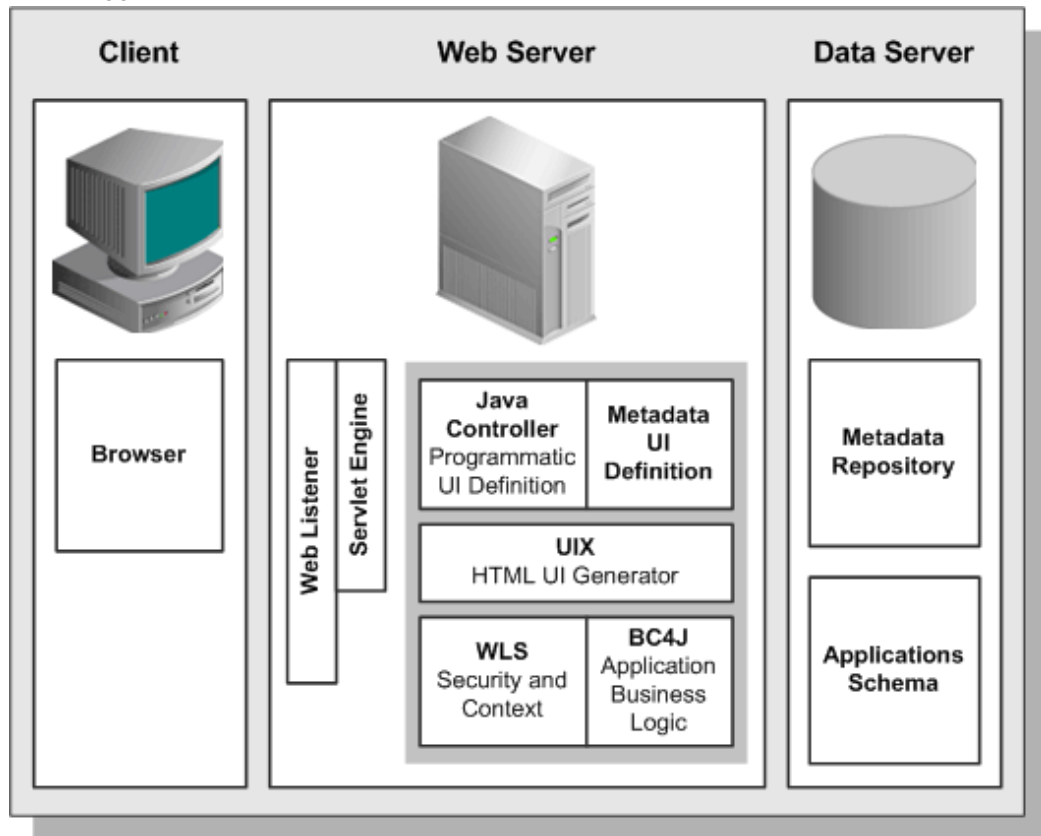 Client
Web Server
Data Server
Browser
Web Listener
Servlet Engine
Java
Controller
Programmatic
UI Definition
Metadata
UI
Definition
UIX
HTML UI Generator
WLS
Security and
Context
BC4J
Application
Business
Logic
Metadata
Repository
Applications
Schema